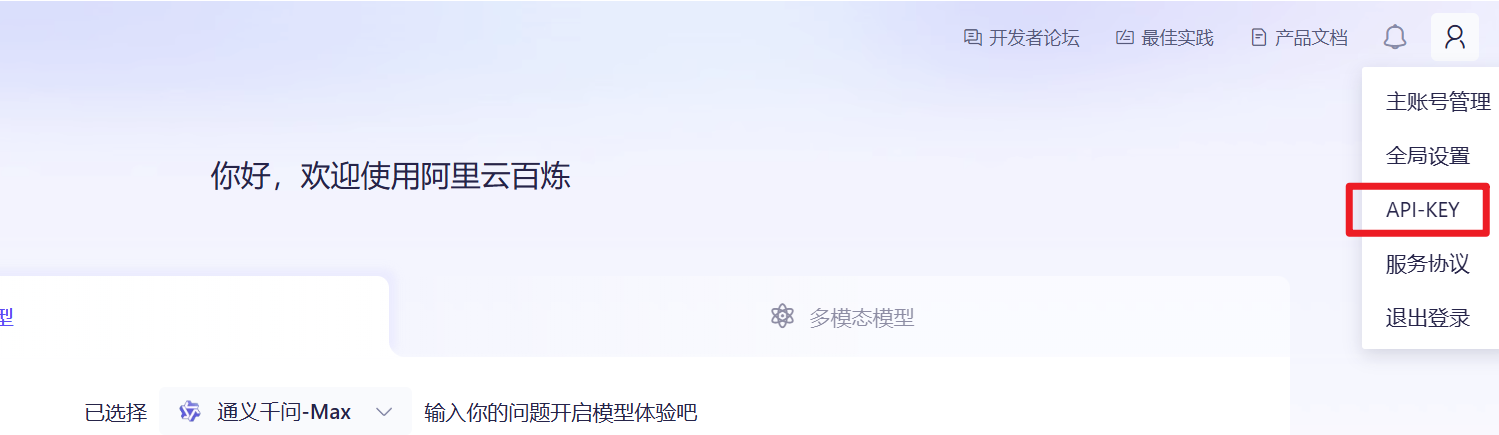 开发者论坛 最佳实践 产品文档
主账号管理
全局设置
API-KEY
服务协议
退出登录
你好，欢迎使用阿里云百炼
型
多模态模型
已选择 通义千问-Max 输入你的问题开启模型体验吧